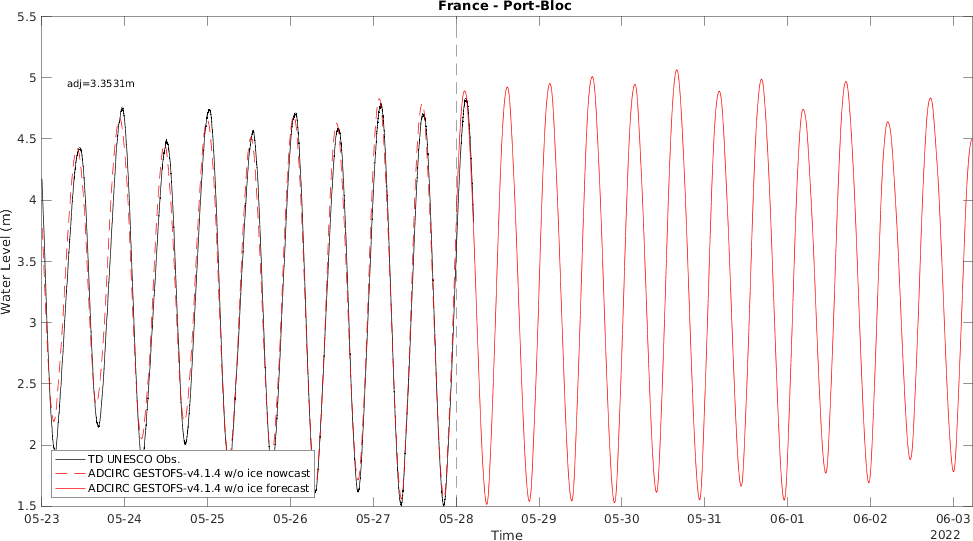 France - Port-Bloc
5.5
5
4.5
4
3.5
3
2.5
2
1.5
Water Level (m)
adj=3.3531m
TD UNESCO Obs.
ADCIRC GESTOFS-v4.1.4 w/o ice nowcast
ADCIRC GESTOFS-v4.1.4 w/o ice forecast
05-23 05-24 05-25 05-26 05-27 05-28 05-29 05-30 05-31 06-01 06-02 06-03
Time
2022